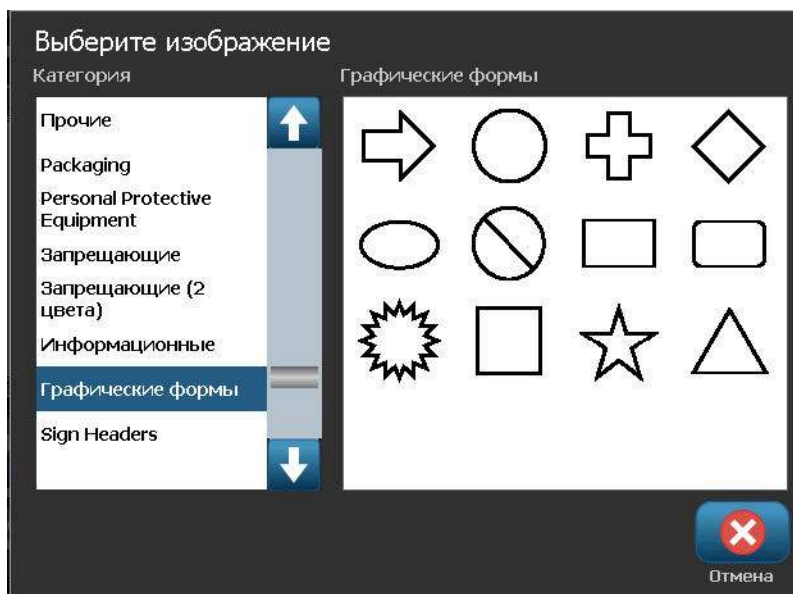 Выберите изображение
Категория
Графические формы
Прочие
Packaging
Personal Protective
Equipment
Запрещающие
Запрещающие (2
цвета)
Информационные
Графические формы
Sign Headers
Отмена